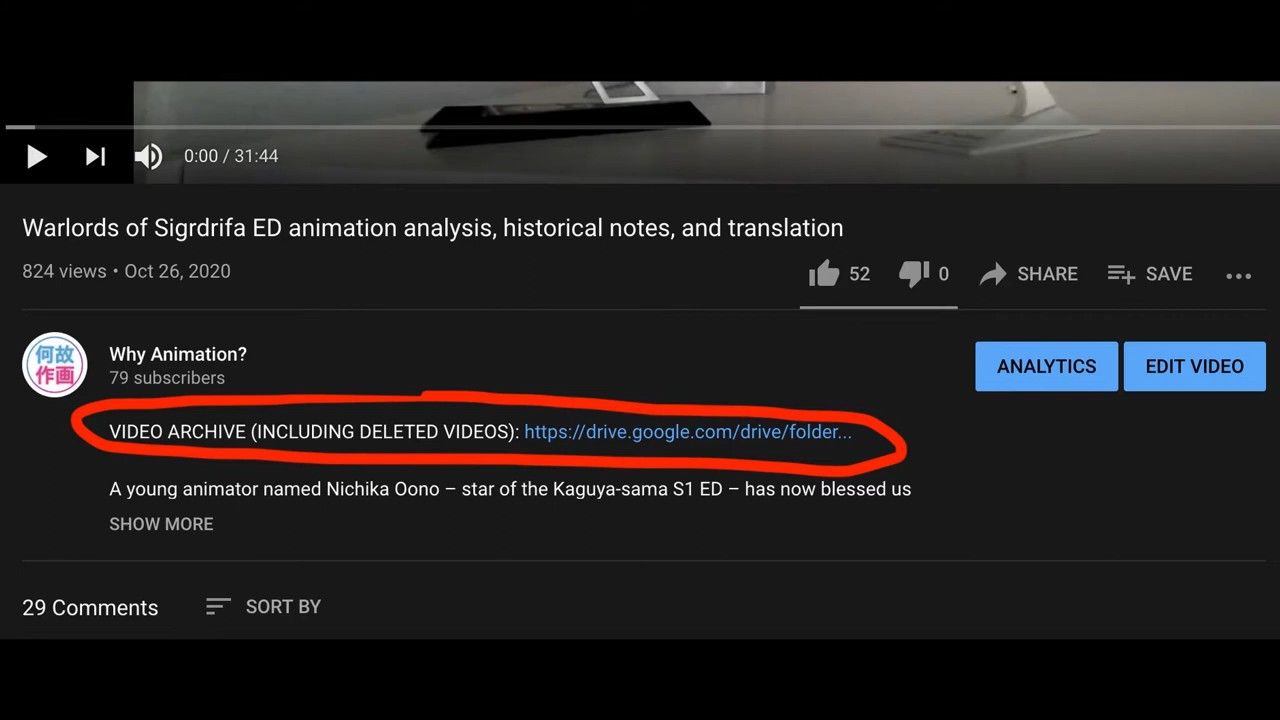 0:00 / 31:44
Warlords of Sigrdrifa ED animation analysis, historical notes, and translation
824 views • Oct 26, 2020
52
0
SHARE
SAVE
何故
作画
Why Animation?
79 subscribers
ANALYTICS
EDIT VIDEO
VIDEO ARCHIVE (INCLUDING DELETED VIDEOS): https://drive.google.com/drive/folder...
A young animator named Nichika Oono – star of the Kaguya-sama S1 ED – has now blessed us
SHOW MORE
29 Comments
SORT BY